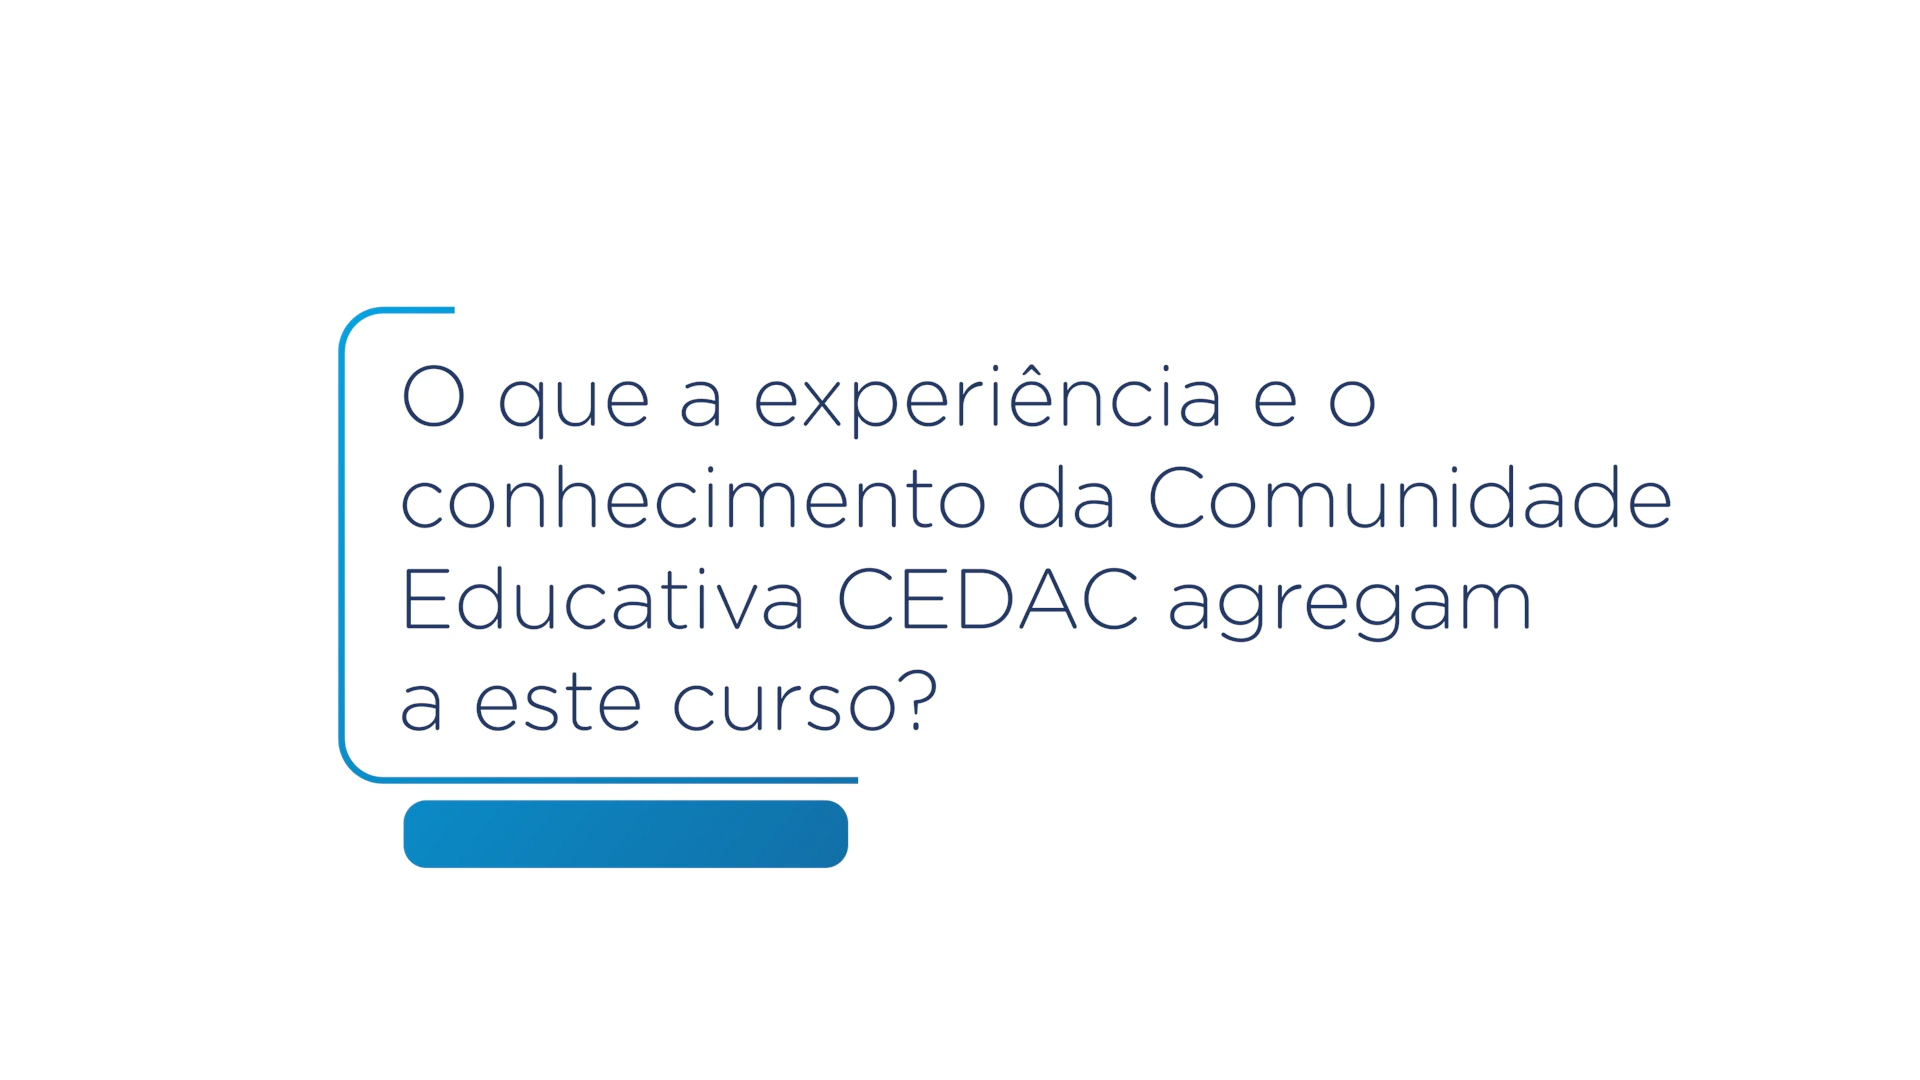 O que a experiência e o
conhecimento da Comunidade
Educativa CEDAC agregam
a este curso?